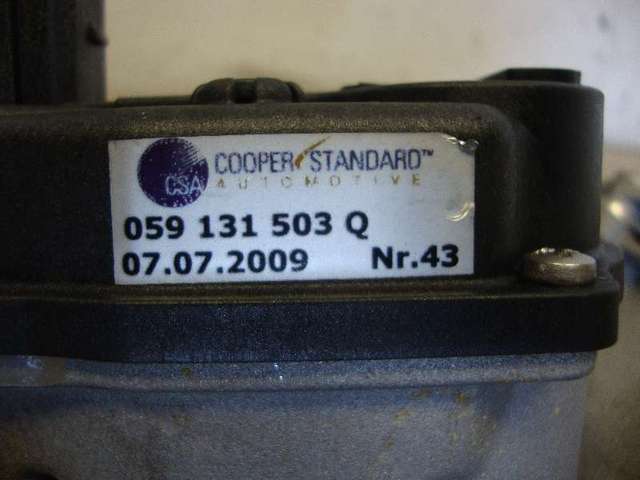 CSA COOPER STANDARD™
AUTOMOTIVE
059 131 503 Q
07.07.2009 Nr.43